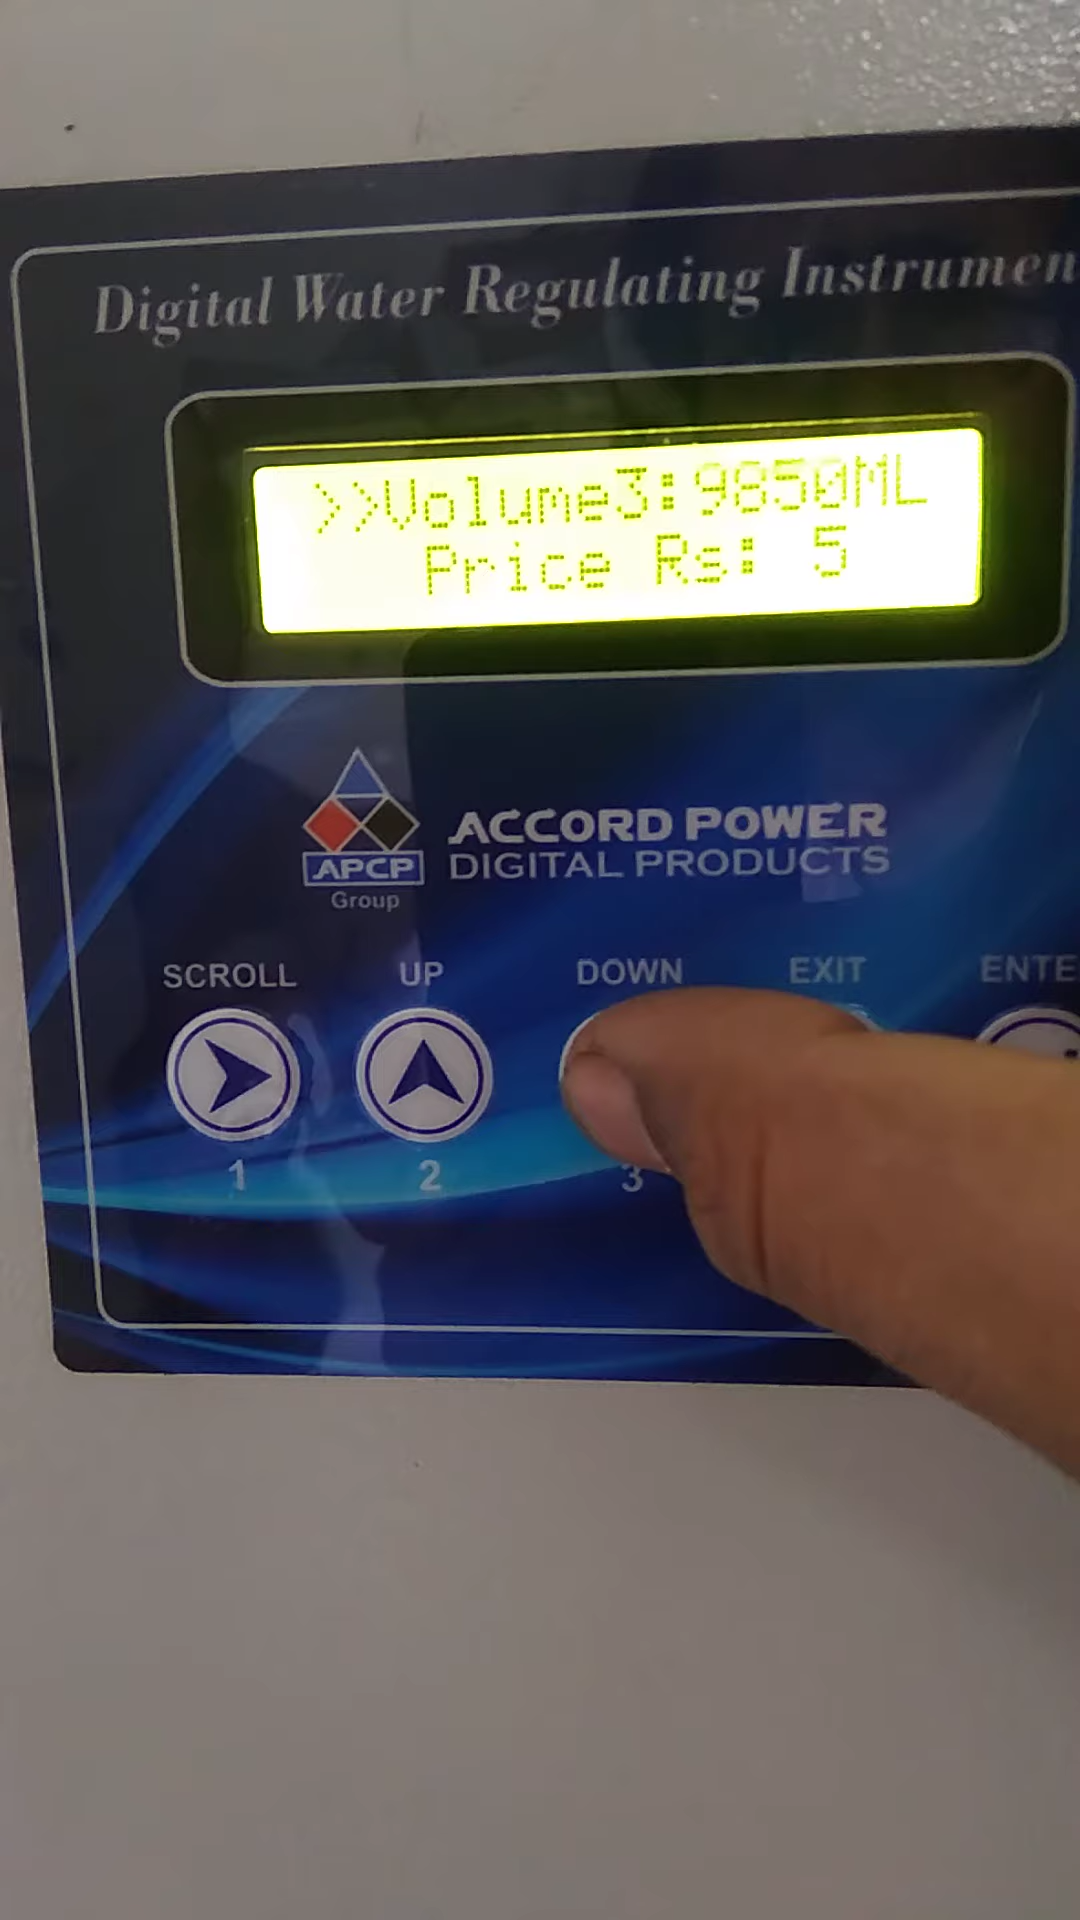 Digital Water Regulating Instrumen
>>Volume3:9850ML
Price Rs: 5
APCP
Group
ACCORD POWER
DIGITAL PRODUCTS
SCROLL
UP
DOWN
EXIT
ENTE
1
2
3